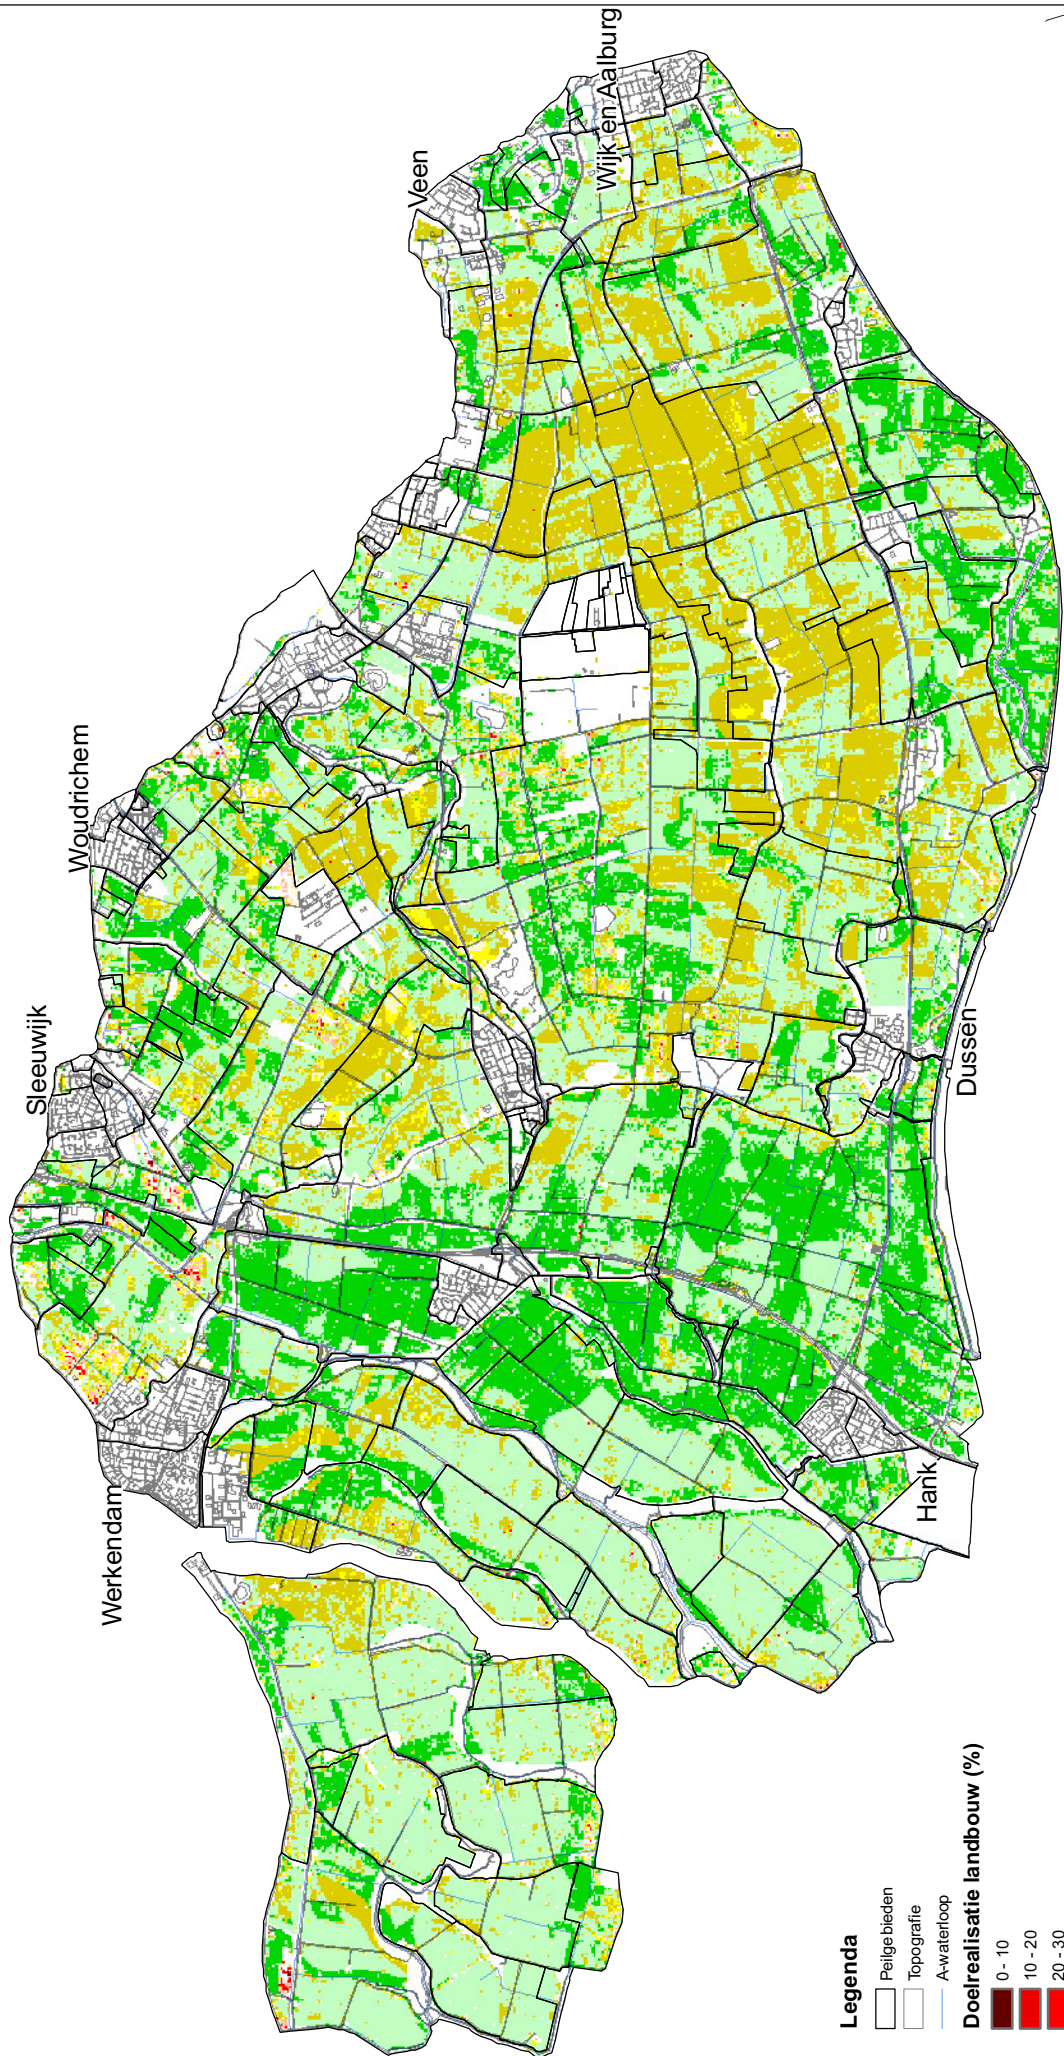 Veen
Wijk en Aalburg
Woudrichem
Sleeuwijk
Werkendam
Dussen
Hank
Legenda
Peilgebieden
Topografie
A-waterloop
Doelrealisatie landbouw (%)
0 - 10
10 - 20
20 - 30